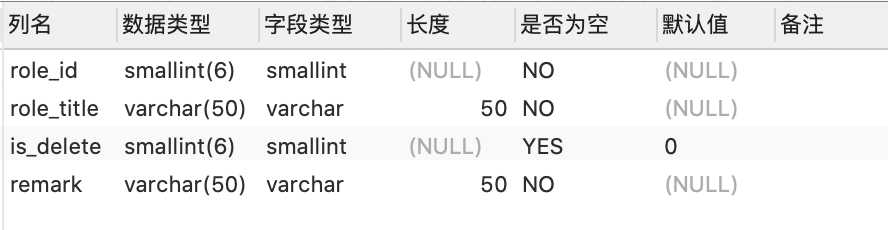 列名 数据类型 字段类型 长度 是否为空 默认值 备注
role_id smallint(6) smallint (NULL) NO (NULL)
role_title varchar(50) varchar 50 NO (NULL)
is_delete smallint(6) smallint (NULL) YES 0
remark varchar(50) varchar 50 NO (NULL)